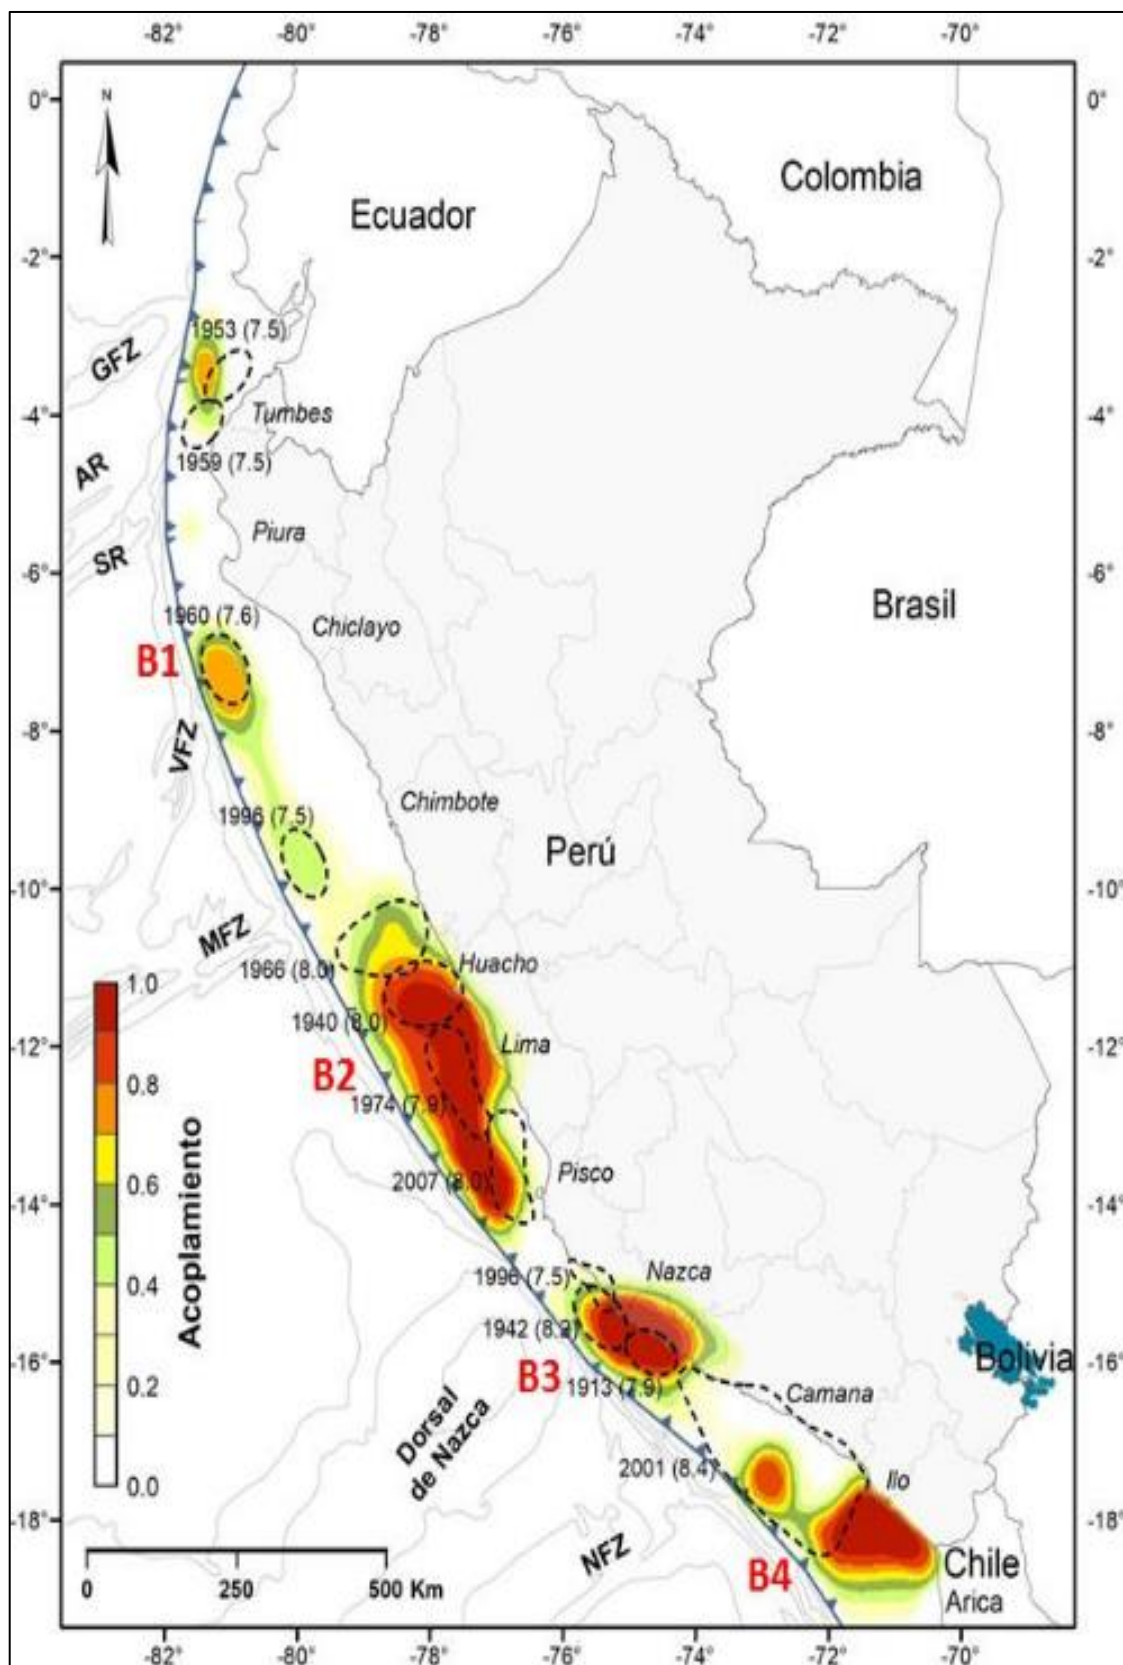 -82° -80° -78° -76° -74° -72° -70°
0° 0°
N
Colombia
Ecuador
-2° -2°
1953 (7.5)
GFZ
-4° Tumbes -4°
1959 (7.5)
AR
Piura
SR
-6° -6°
1960 (7.6)
Chiclayo
Brasil
B1
-8° -8°
VFZ
Chimbote
1996 (7.5)
Perú
-10° -10°
MFZ
1966 (8.0) Huacho
1.0
1940 (8.0)
-12° Lima -12°
B2
0.8
1974 (7.9)
Acoplamiento
2007 (8.0) Pisco
0.6
-14° -14°
1996 (7.5) Nazca
0.4
1942 (8.2)
Bolivia
-16° -16°
B3
1913 (7.9) Camana
0.2
Dorsal
de Nazca
2001 (8.4) Ilo
0.0
-18° -18°
NFZ
B4 Chile
Arica
0 250 500 Km
-82° -80° -78° -76° -74° -72° -70°